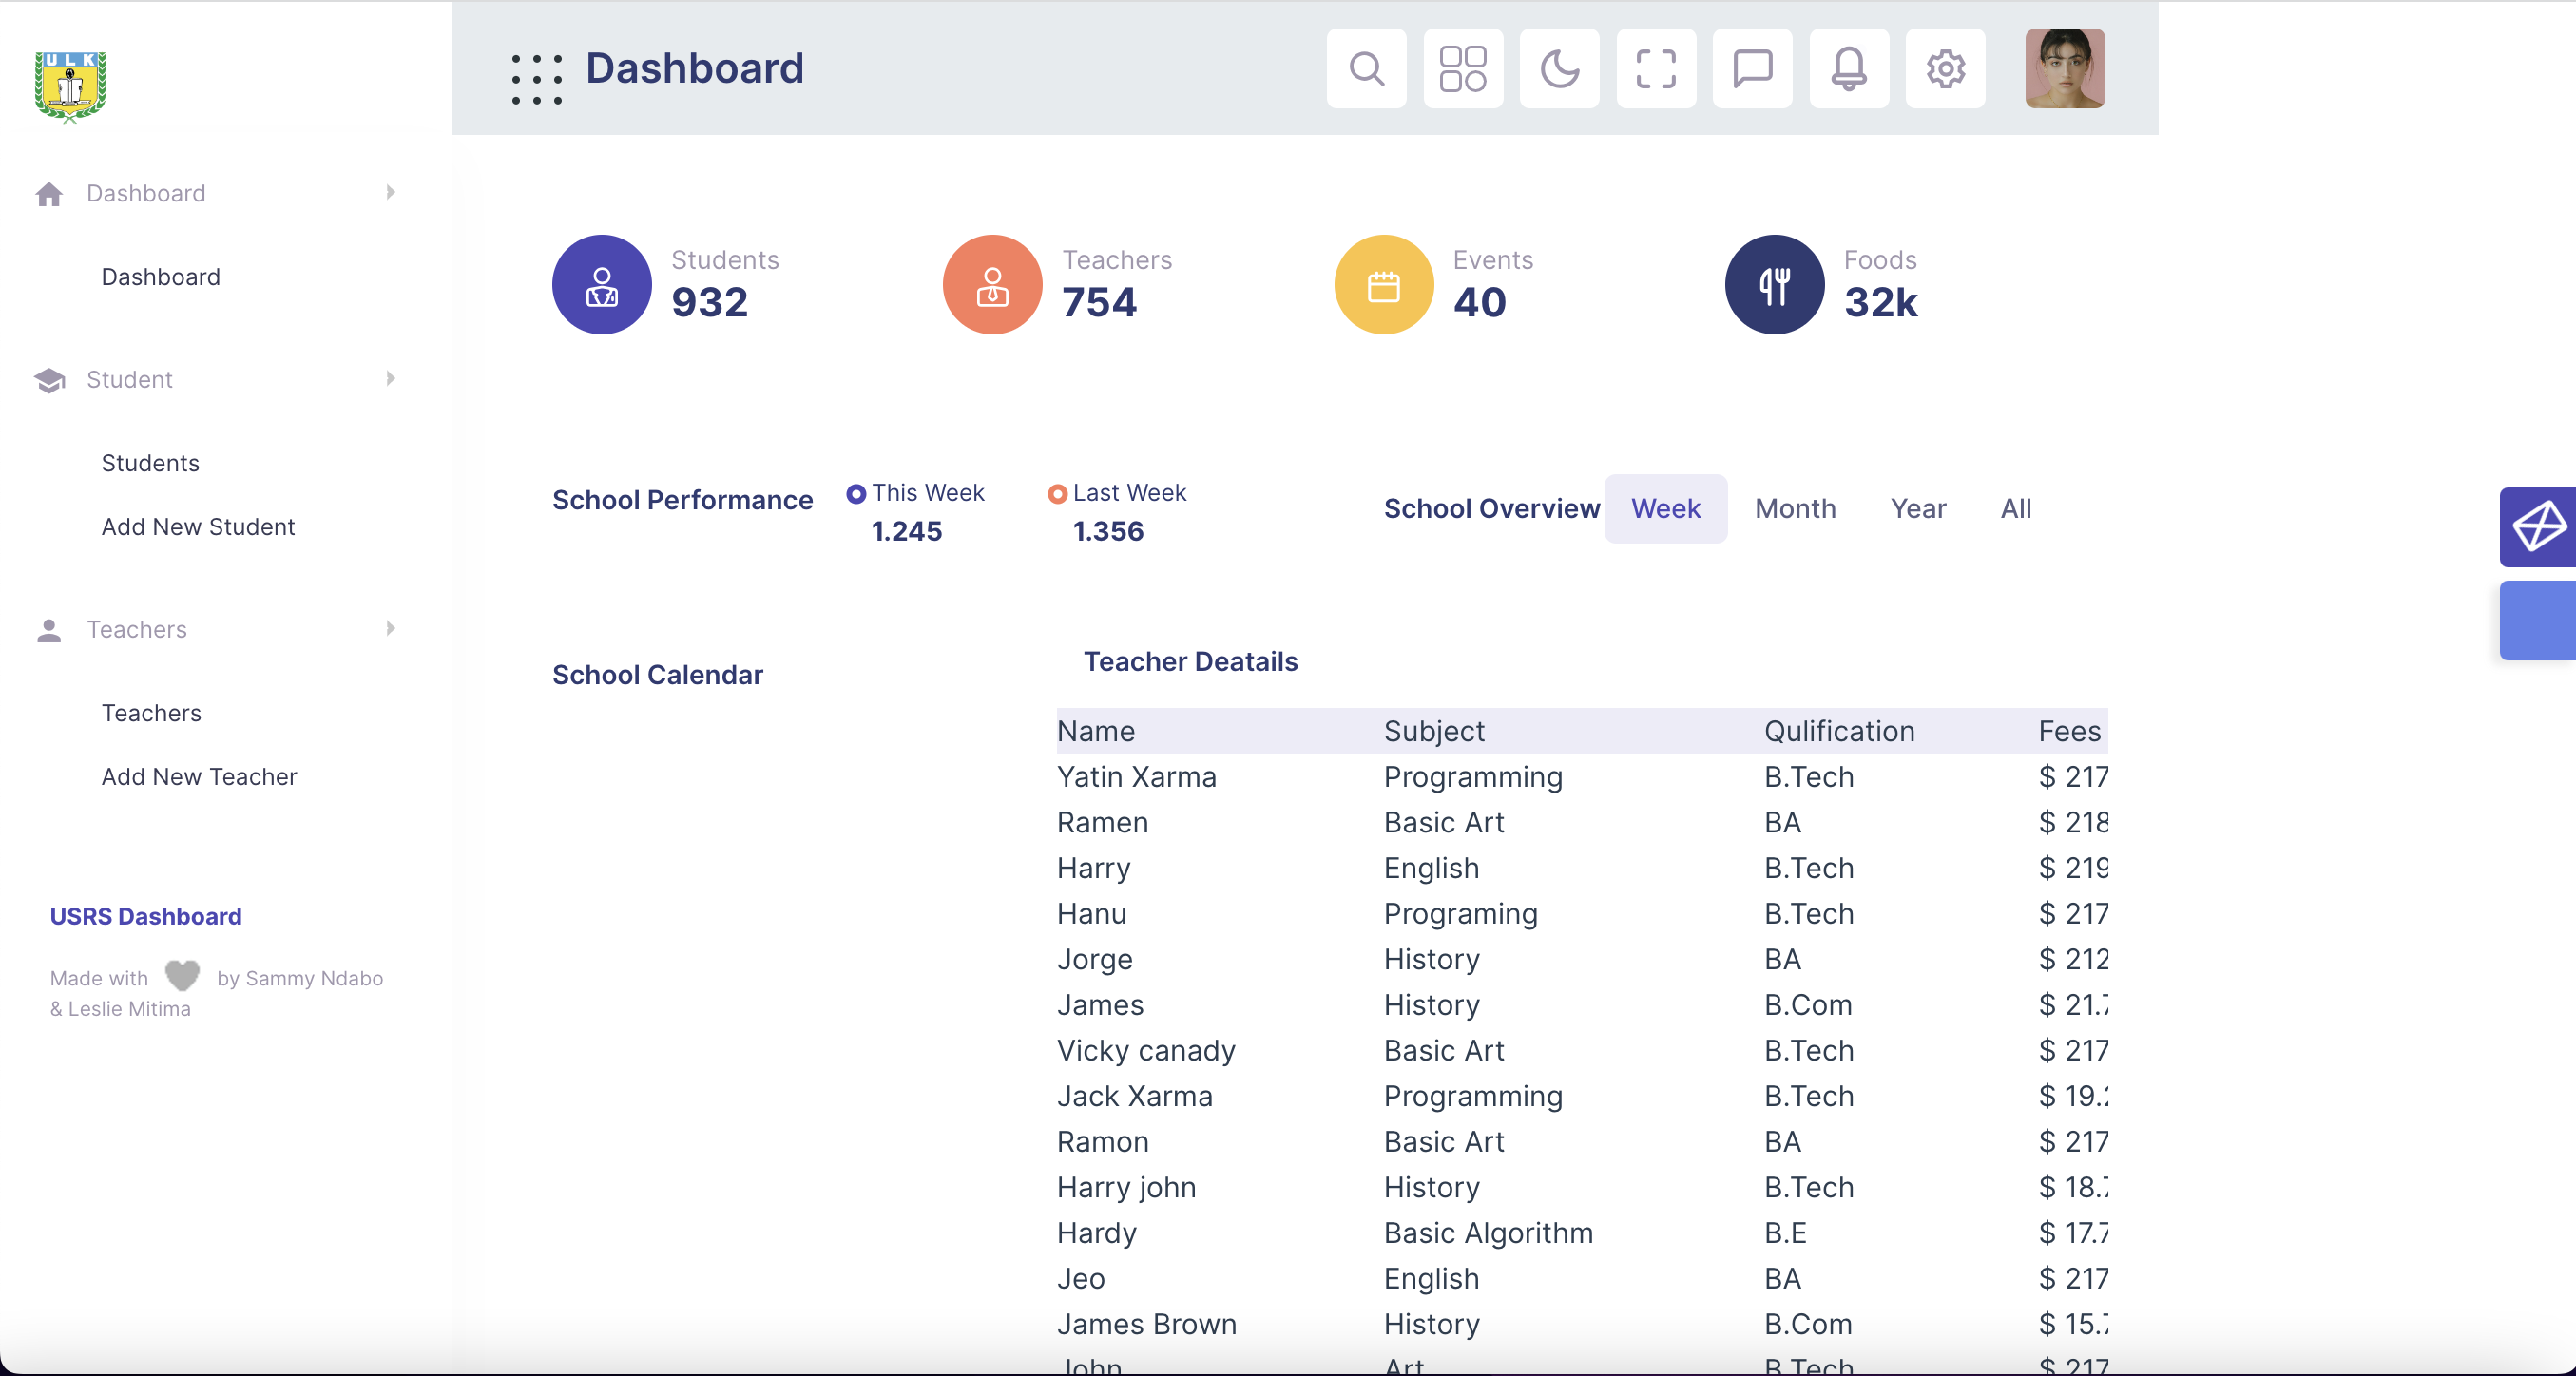 ULK
Dashboard
Dashboard
Dashboard
Student
Students
Add New Student
Teachers
Teachers
Add New Teacher
USRS Dashboard
Made with by Sammy Ndabo
& Leslie Mitima
Students
932
Teachers
754
Events
40
Foods
32k
School Performance
This Week
1.245
Last Week
1.356
School Overview Week Month Year All
School Calendar
Teacher Deatails
Name Subject Qulification Fees
Yatin Xarma Programming B.Tech $ 217
Ramen Basic Art BA $ 218
Harry English B.Tech $ 219
Hanu Programing B.Tech $ 217
Jorge History BA $ 212
James History B.Com $ 21.7
Vicky canady Basic Art B.Tech $ 217
Jack Xarma Programming B.Tech $ 19.
Ramon Basic Art BA $ 217
Harry john History B.Tech $ 18.7
Hardy Basic Algorithm B.E $ 17.7
Jeo English BA $ 217
James Brown History B.Com $ 15.7
John Art B.Tech $ 217